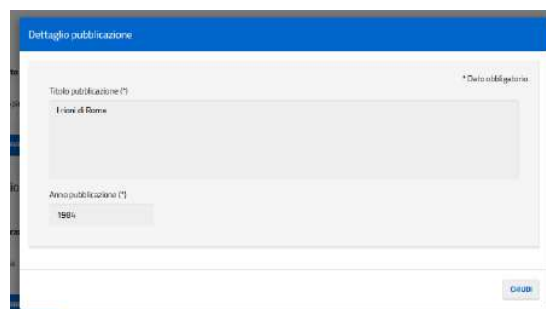 Dettaglio pubblicazione
* Dato obbligatorio
Titolo pubblicazione (*)
I rioni di Roma
Anno pubblicazione (*)
1984
CHIUDI